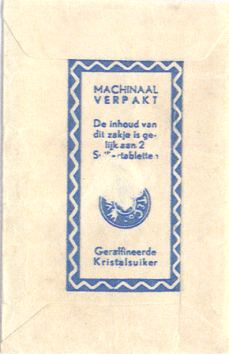 MACHINAAL
VERPAKT
De inhoud van
dit zakje is ge-
lijk aan 2
Geraffineerde
Kristalsuiker